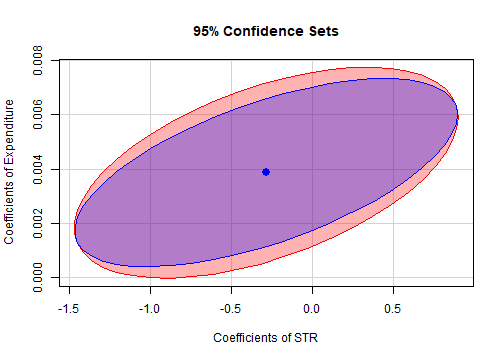 95% Confidence Sets
Coefficients of Expenditure
0.008
0.006
0.004
0.002
0.000
-1.5 -1.0 -0.5 0.0 0.5
Coefficients of STR